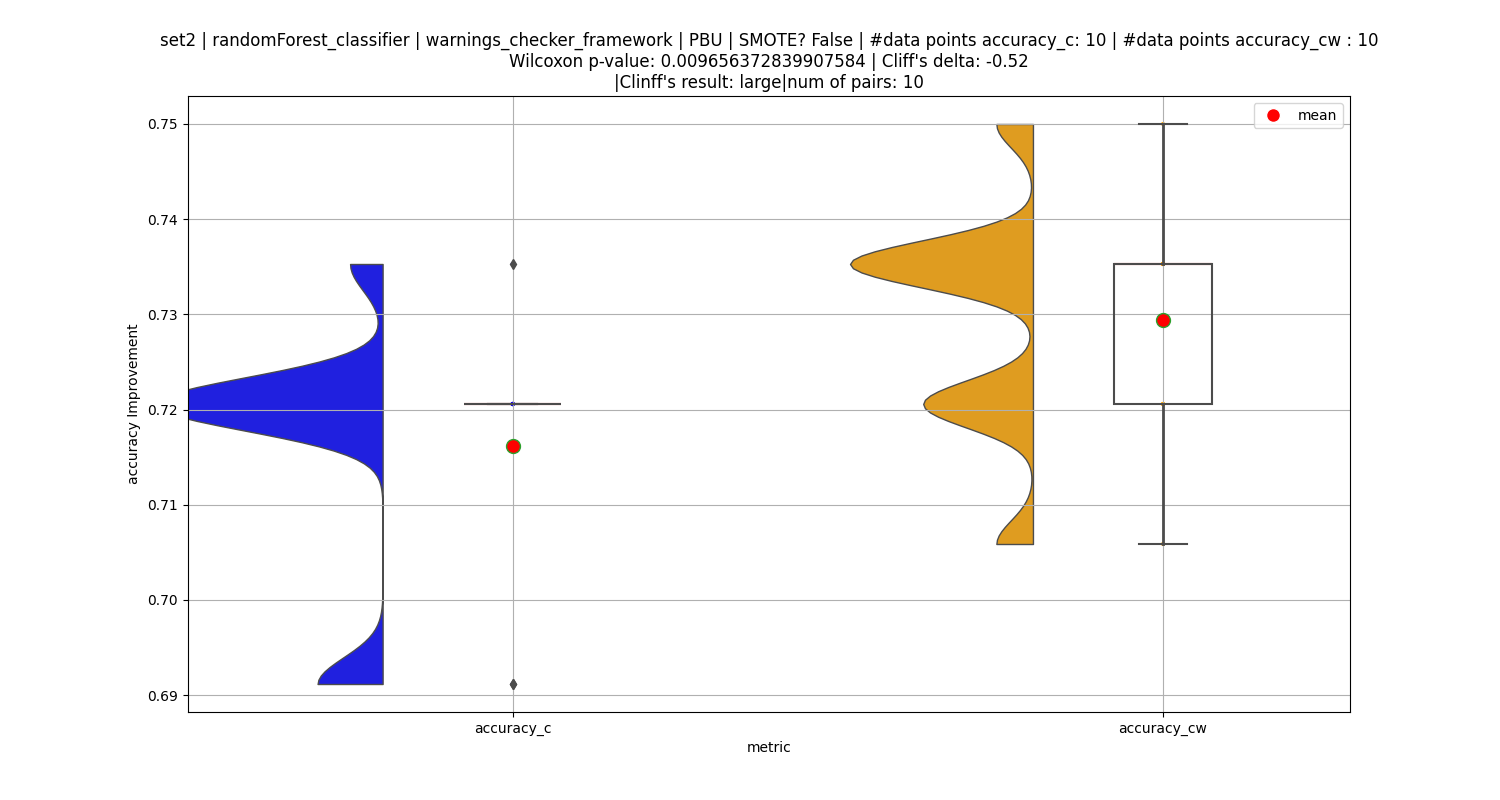 set2 | randomForest_classifier | warnings_checker_framework | PBU | SMOTE? False | #data points accuracy_c: 10 | #data points accuracy_cw : 10
Wilcoxon p-value: 0.009656372839907584 | Cliff's delta: -0.52
|Clinff's result: large|num of pairs: 10
mean
0.75
0.74
0.73
0.72
0.71
0.70
0.69
accuracy Improvement
accuracy_c
accuracy_cw
metric